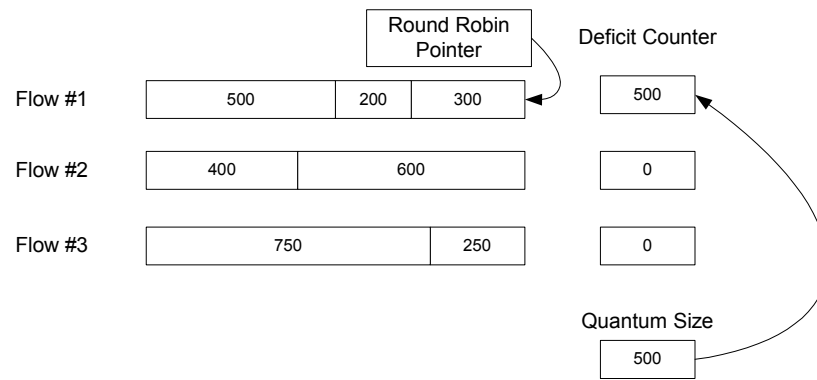 Round Robin
Pointer
Deficit Counter
Flow #1
500
200
300
500
Flow #2
400
600
0
Flow #3
750
250
0
Quantum Size
500